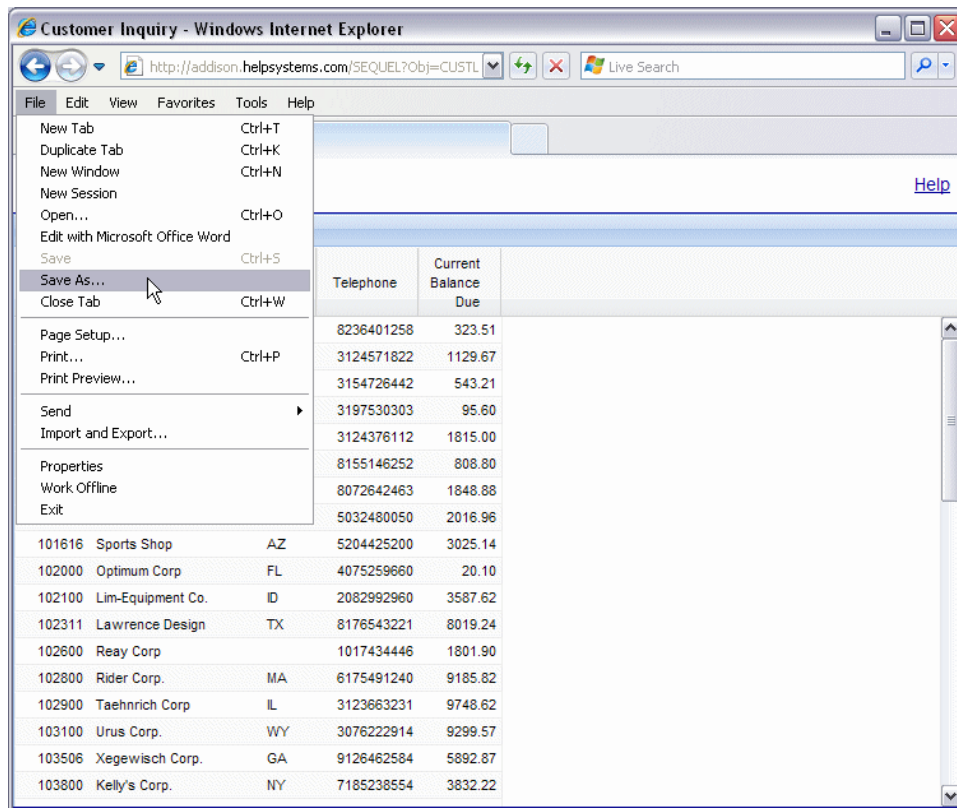 Customer Inquiry - Windows Internet Explorer
http://addison.helpsystems.com/SEQUEL?Obj=CUSTL Live Search
File Edit View Favorites Tools Help
New Tab Ctrl+T
Duplicate Tab Ctrl+K
New Window Ctrl+N
New Session
Open... Ctrl+O
Edit with Microsoft Office Word
Save Ctrl+S
Save As...
Close Tab Ctrl+W
Page Setup...
Print... Ctrl+P
Print Preview...
Send
Import and Export...
Properties
Work Offline
Exit
Help
Telephone Current Balance Due
8236401258 323.51
3124571822 1129.67
3154726442 543.21
3197530303 95.60
3124376112 1815.00
8155146252 808.80
8072642463 1848.88
5032480050 2016.96
101616 Sports Shop AZ 5204425200 3025.14
102000 Optimum Corp FL 4075259660 20.10
102100 Lim-Equipment Co. ID 2082992960 3587.62
102311 Lawrence Design TX 8176543221 8019.24
102600 Reay Corp 1017434446 1801.90
102800 Rider Corp. MA 6175491240 9185.82
102900 Taehnrich Corp IL 3123663231 9748.62
103100 Urus Corp. WY 3076222914 9299.57
103506 Xegewisch Corp. GA 9126462584 5892.87
103800 Kelly's Corp. NY 7185238554 3832.22